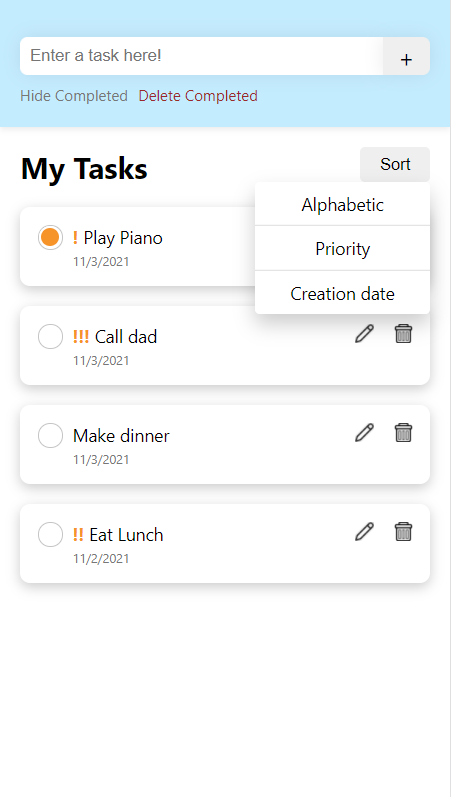 Enter a task here! +
Hide Completed Delete Completed
My Tasks Sort
Alphabetic
Priority
Creation date
! Play Piano
11/3/2021
!!! Call dad
11/3/2021
Make dinner
11/3/2021
!! Eat Lunch
11/2/2021